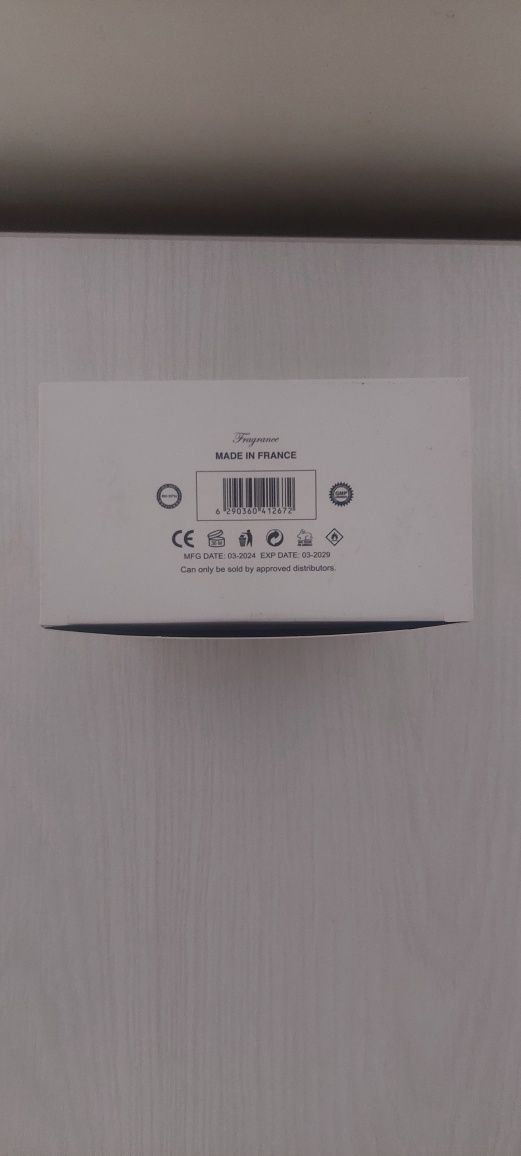 Fragrance
MADE IN FRANCE
GMP
6 290360 412672
CE
MFG DATE: 03-2024 EXP DATE: 03-2029
Can only be sold by approved distributors.